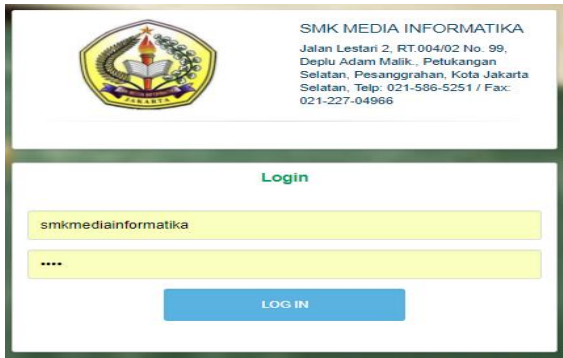 SMK MEDIA INFORMATIKA
Jalan Lestari 2, RT.004/02 No. 99,
Deplu Adam Malik., Petukangan
Selatan, Pesanggrahan, Kota Jakarta
Selatan, Telp: 021-586-5251 / Fax:
021-227-04966
JAKARTA
Login
smkmediainformatika
••••
LOG IN